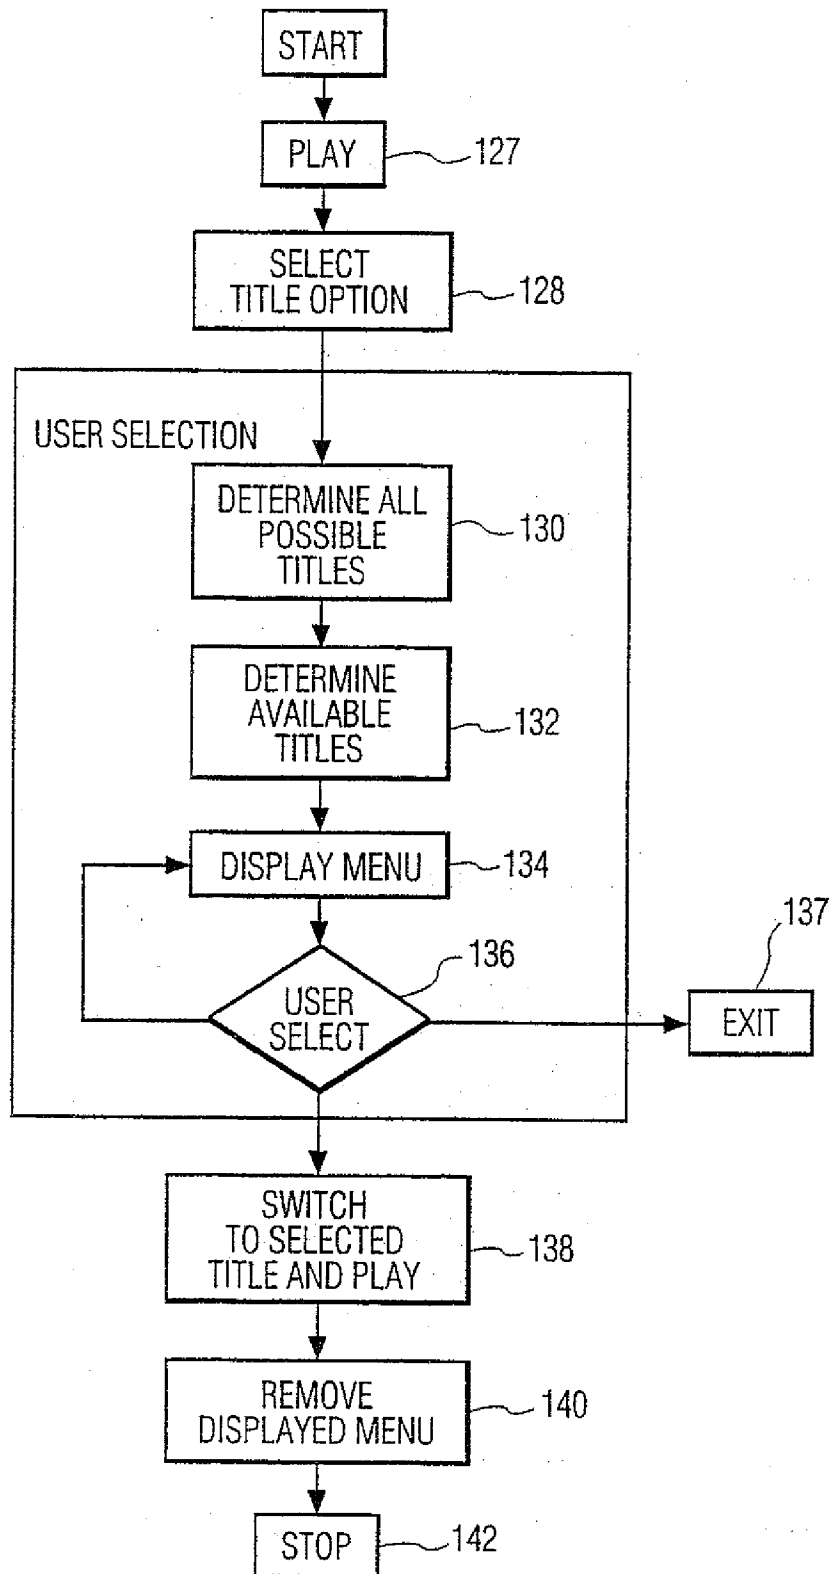 START
PLAY
127
SELECT
TITLE OPTION
128
USER SELECTION
DETERMINE ALL
POSSIBLE
TITLES
130
DETERMINE
AVAILABLE
TITLES
132
DISPLAY MENU
134
136
137
USER
SELECT
EXIT
SWITCH
TO SELECTED
TITLE AND PLAY
138
REMOVE
DISPLAYED MENU
140
STOP
142